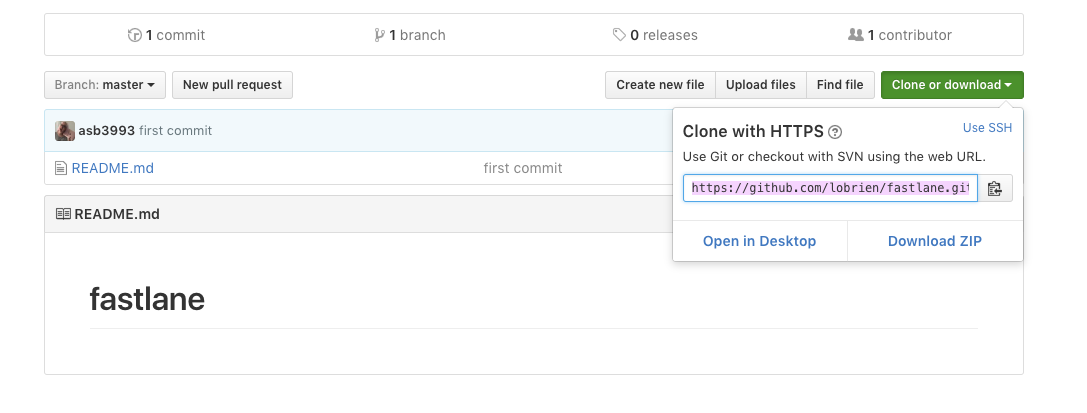 1 commit 1 branch 0 releases 1 contributor
Branch: master New pull request Create new file Upload files Find file Clone or download
asb3993 first commit
README.md first commit
Clone with HTTPS Use SSH
Use Git or checkout with SVN using the web URL.
https://github.com/lobrien/fastlane.git
Open in Desktop Download ZIP
README.md
fastlane